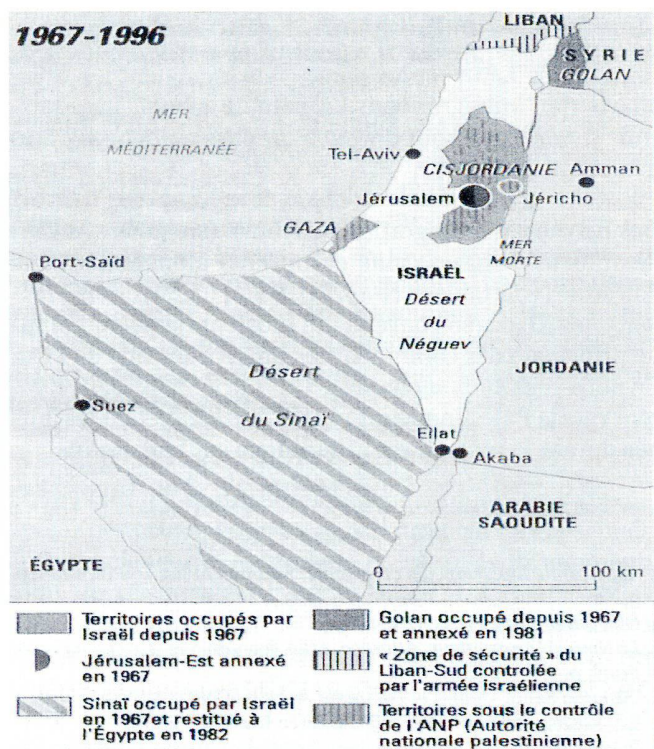 1967-1996
LIBAN
SYRIE
GOLAN
MER
MÉDITERRANÉE
Tel-Aviv
CISJORDANIE
Amman
Jérusalem
Jéricho
GAZA
MER
MORTE
Port-Saïd
ISRAËL
Désert
du
Néguev
Désert
du Sinaï
JORDANIE
Suez
Eilat
Akaba
ARABIE
SAOUDITE
ÉGYPTE
0 100 km
Territoires occupés par
Israël depuis 1967
Jérusalem-Est annexé
en 1967
Sinaï occupé par Israël
en 1967et restitué à
l'Égypte en 1982
Golan occupé depuis 1967
et annexé en 1981
« Zone de sécurité » du
Liban-Sud controlée
par l'armée israélienne
Territoires sous le contrôle
de l'ANP (Autorité
nationale palestinienne)